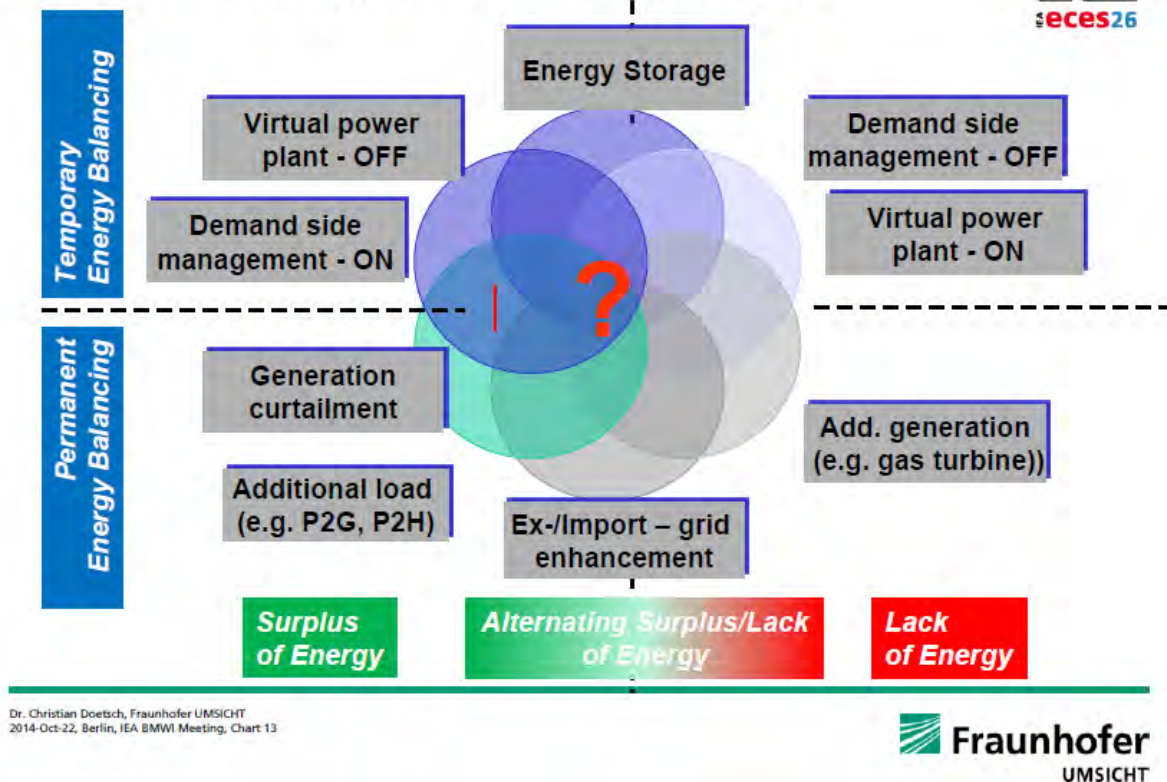 eces26
Energy Storage
Virtual power
plant - OFF
Demand side
management - OFF
Demand side
management - ON
Virtual power
plant - ON
Temporary
Energy Balancing
?
Permanent
Energy Balancing
Generation
curtailment
Add. generation
(e.g. gas turbine))
Additional load
(e.g. P2G, P2H)
Ex-/Import – grid
enhancement
Surplus
of Energy
Alternating Surplus/Lack
of Energy
Lack
of Energy
Dr. Christian Doetsch, Fraunhofer UMSICHT
2014-Oct-22, Berlin, IEA BMWI Meeting, Chart 13
Fraunhofer
UMSICHT